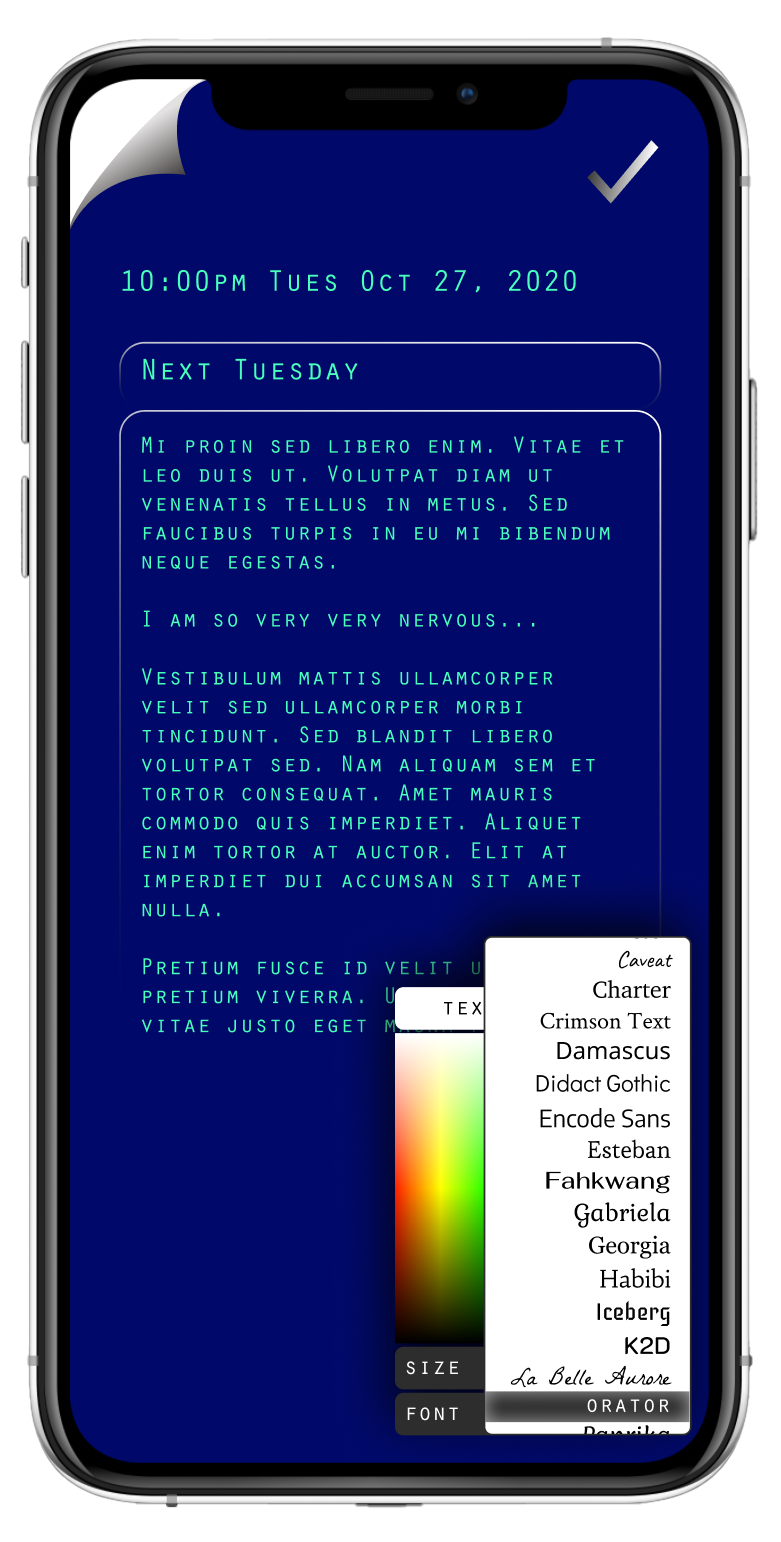 10:00PM TUES OCT 27, 2020
NEXT TUESDAY
MI PROIN SED LIBERO ENIM. VITAE ET
LEO DUIS UT. VOLUTPAT DIAM UT
VENENATIS TELLUS IN METUS. SED
FAUCIBUS TURPIS IN EU MI BIBENDUM
NEQUE EGESTAS.
I AM SO VERY VERY NERVOUS...
VESTIBULUM MATTIS ULLAMCORPER
VELIT SED ULLAMCORPER MORBI
TINCIDUNT. SED BLANDIT LIBERO
VOLUTPAT SED. NAM ALIQUAM SEM ET
TORTOR CONSEQUAT. AMET MAURIS
COMMODO QUIS IMPERDIET. ALIQUET
ENIM TORTOR AT AUCTOR. ELIT AT
IMPERDIET DUI ACCUMSAN SIT AMET
NULLA.
PRETIUM FUSCE ID VELIT
PRETIUM VIVERRA.
VITAE JUSTO EGET
TEX
SIZE
FONT
Caveat
Charter
Crimson Text
Damascus
Didact Gothic
Encode Sans
Esteban
Fahkwang
Gabriela
Georgia
Habibi
Iceberg
K2D
La Belle Aurore
ORATOR
Paprika